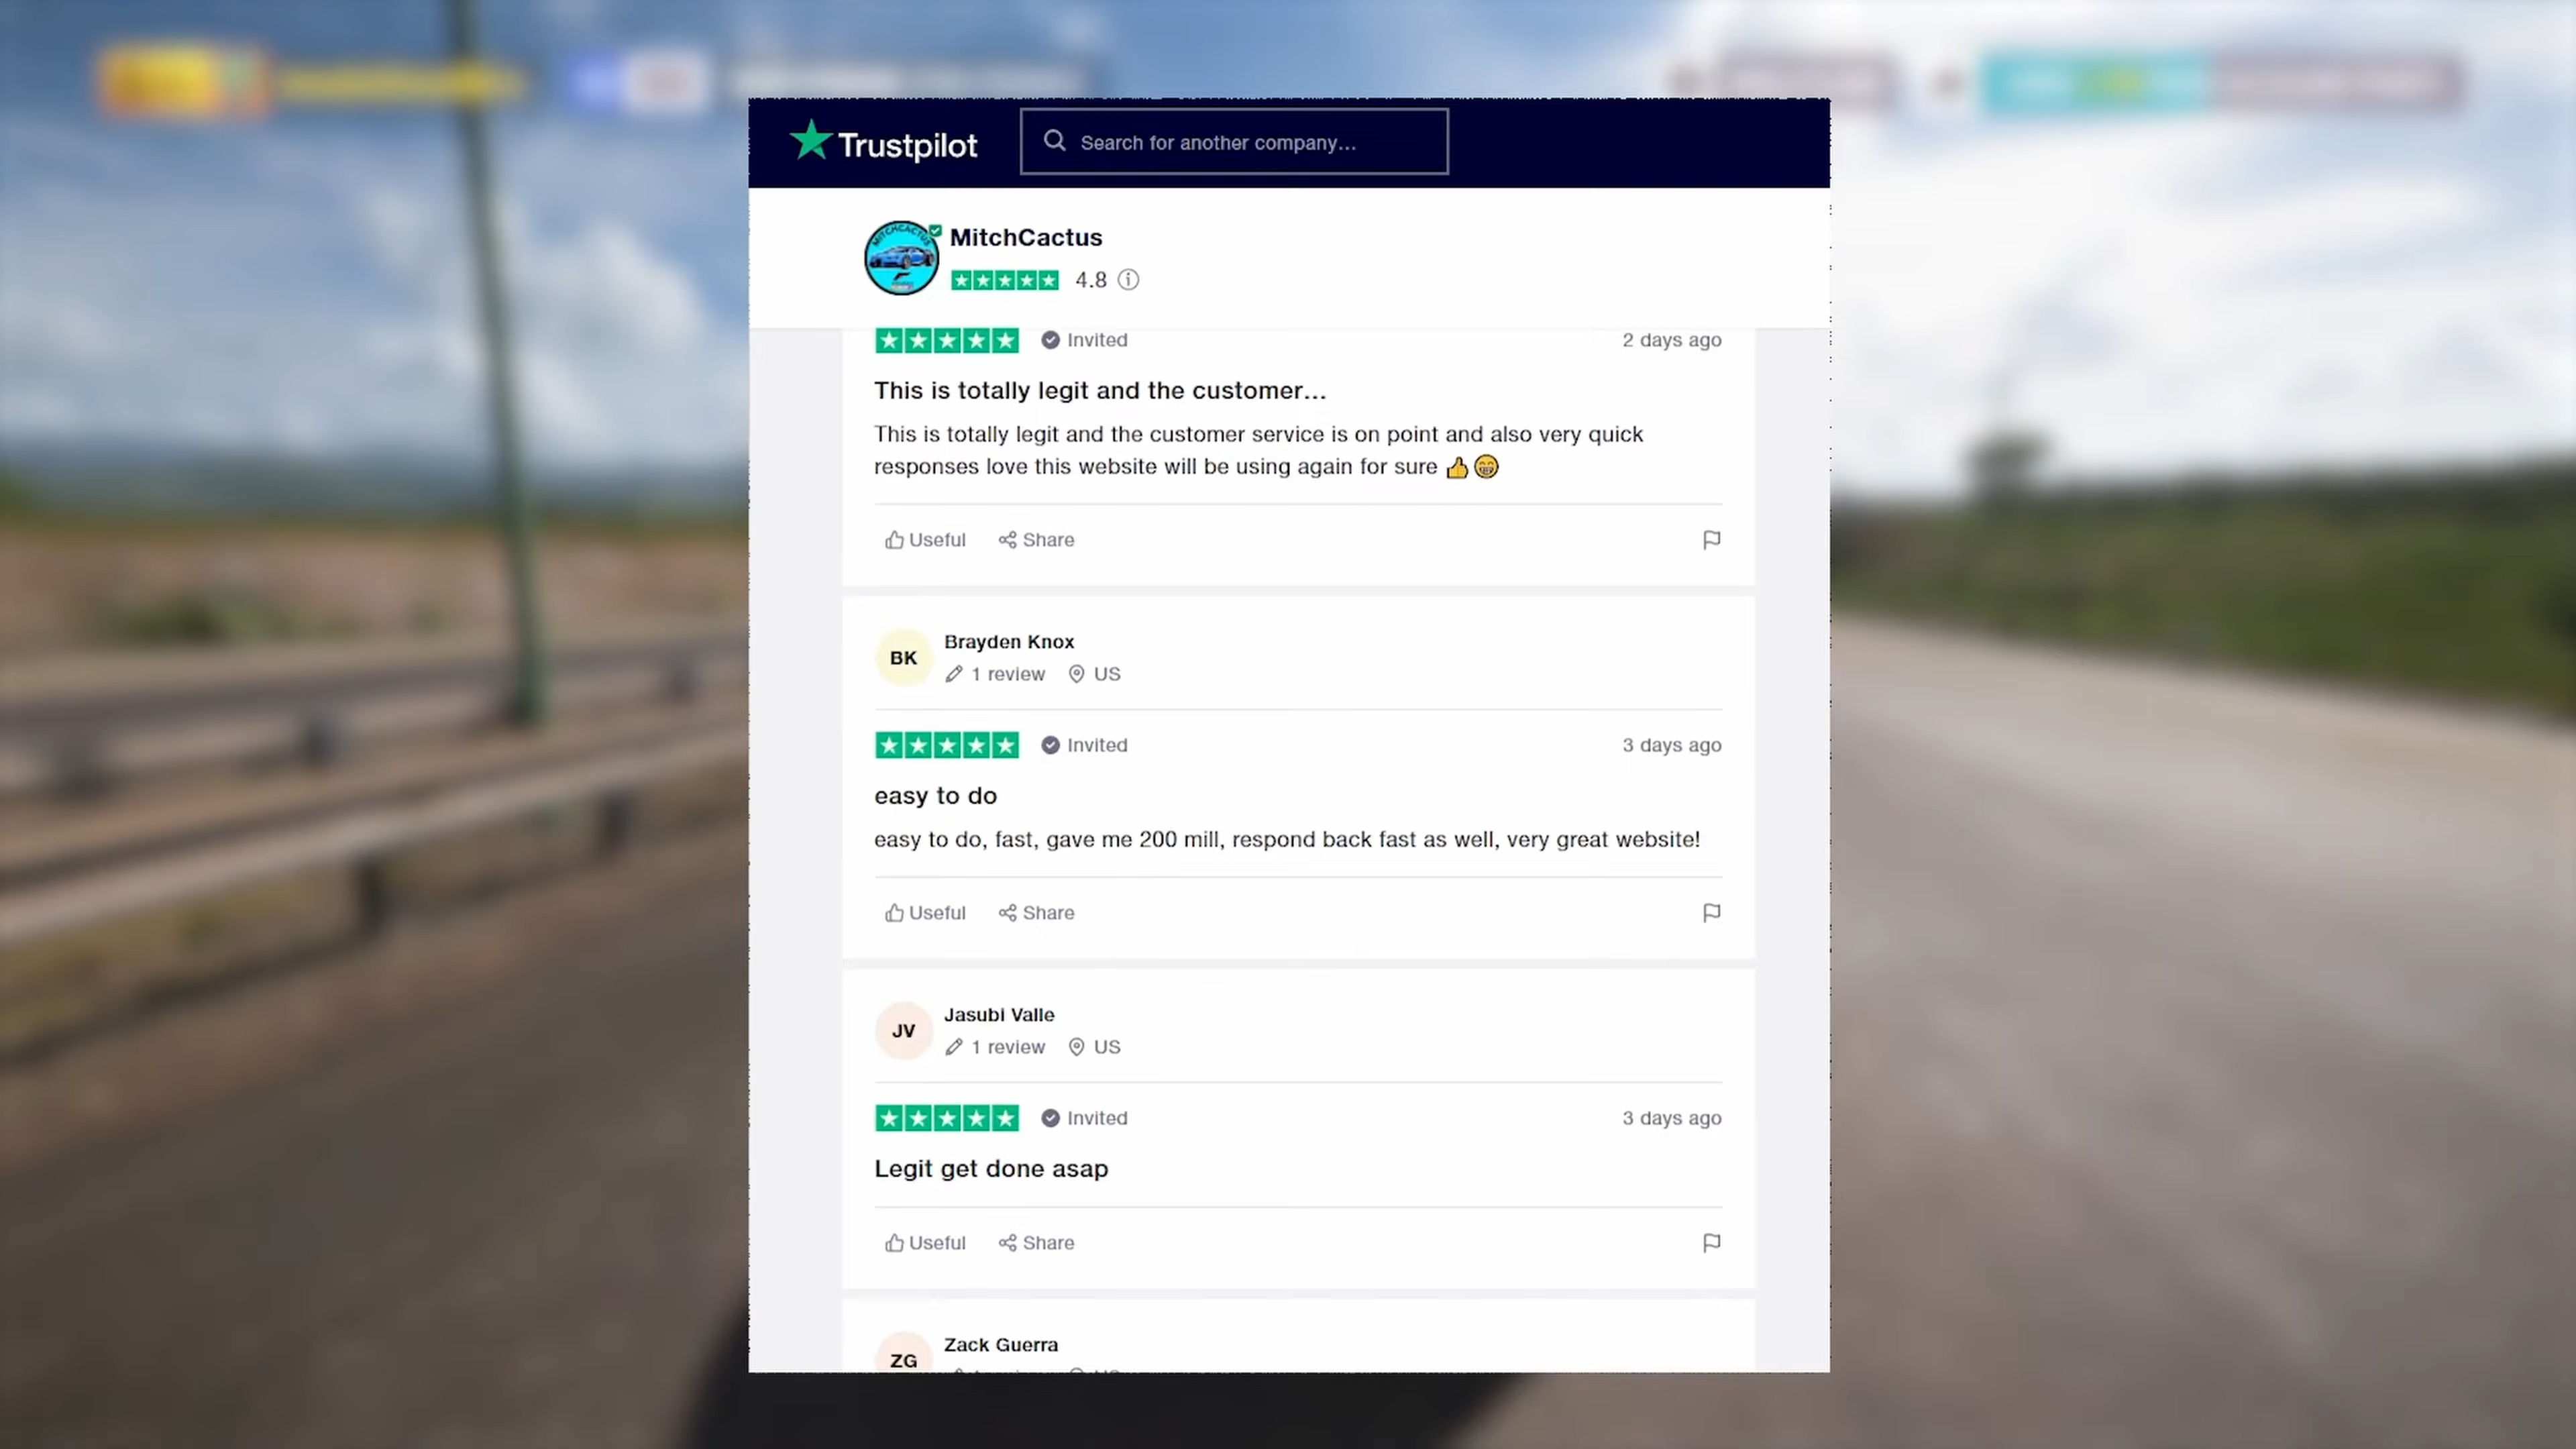 Trustpilot
Search for another company...
MITCHCACTUS
MitchCactus
4.8
Invited
2 days ago
This is totally legit and the customer...
This is totally legit and the customer service is on point and also very quick
responses love this website will be using again for sure 👍😁
Useful
Share
BK
Brayden Knox
1 review
US
Invited
3 days ago
easy to do
easy to do, fast, gave me 200 mill, respond back fast as well, very great website!
Useful
Share
JV
Jasubi Valle
1 review
US
Invited
3 days ago
Legit get done asap
Useful
Share
ZG
Zack Guerra